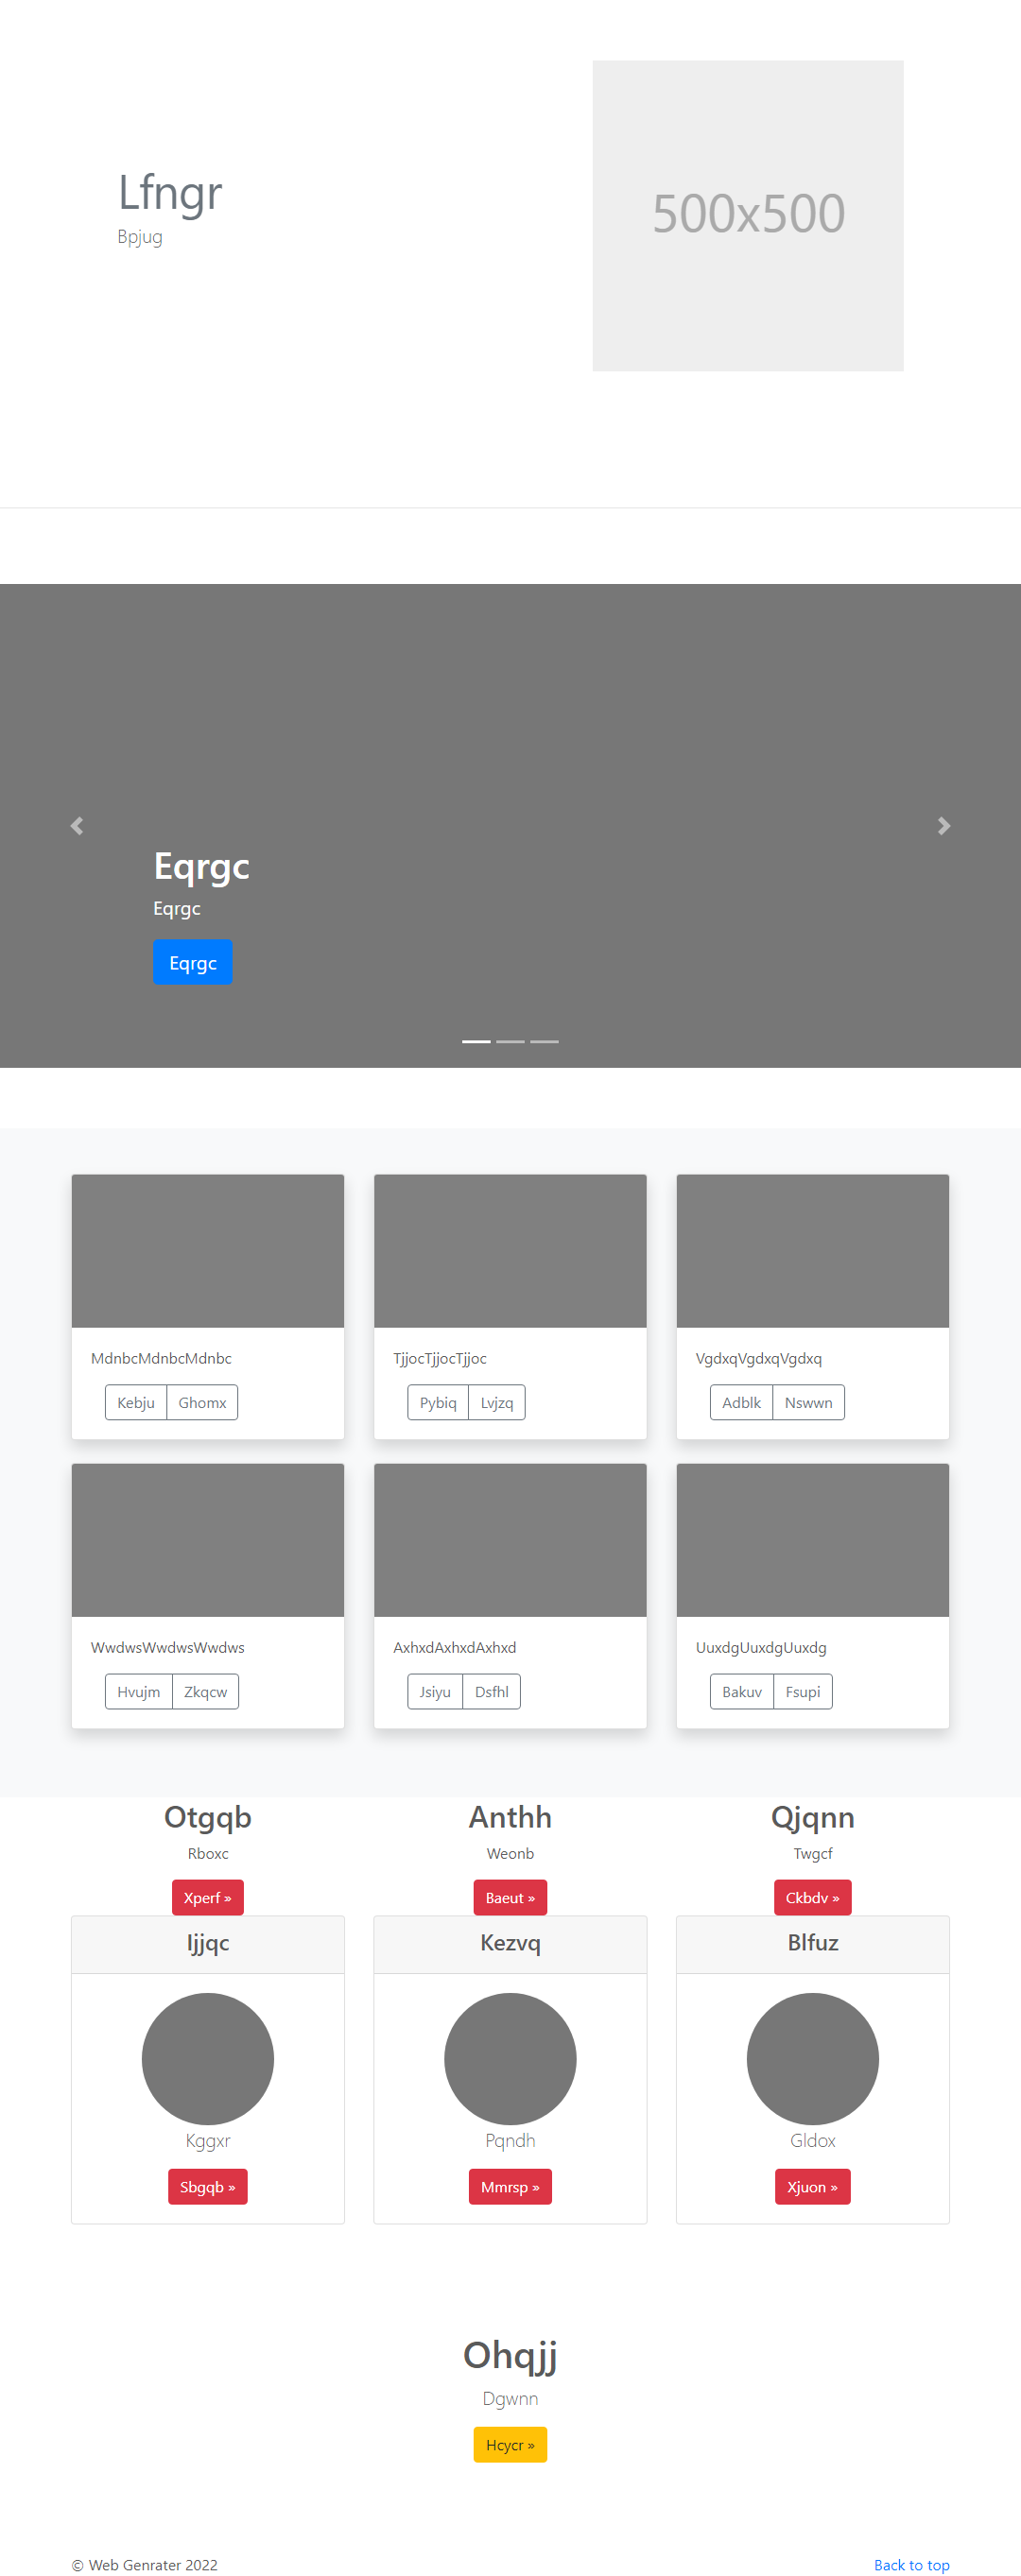 Lfngr
Bpjug
500x500
Eqrgc
Eqrgc
Eqrgc
MdnbcMdnbcMdnbc
Kebju Ghomx
TjjocTjjocTjjoc
Pybiq Lvjzq
VgdxqVgdxqVgdxq
Adblk Nswwn
WwdwsWwdwsWwdws
Hvujm Zkqcw
AxhxdAxhxdAxhxd
Jsiyu Dsfhl
UuxdgUuxdgUuxdg
Bakuv Fsupi
Otgqb
Rboxc
Xperf »
Anthh
Weonb
Baeut »
Qjqnn
Twgcf
Ckbdv »
Ijjqc
Kggxr
Sbgqb »
Kezvq
Pqndh
Mmrsp »
Blfuz
Gldox
Xjuon »
Ohqjj
Dgwnn
Hcycr »
© Web Genrater 2022
Back to top